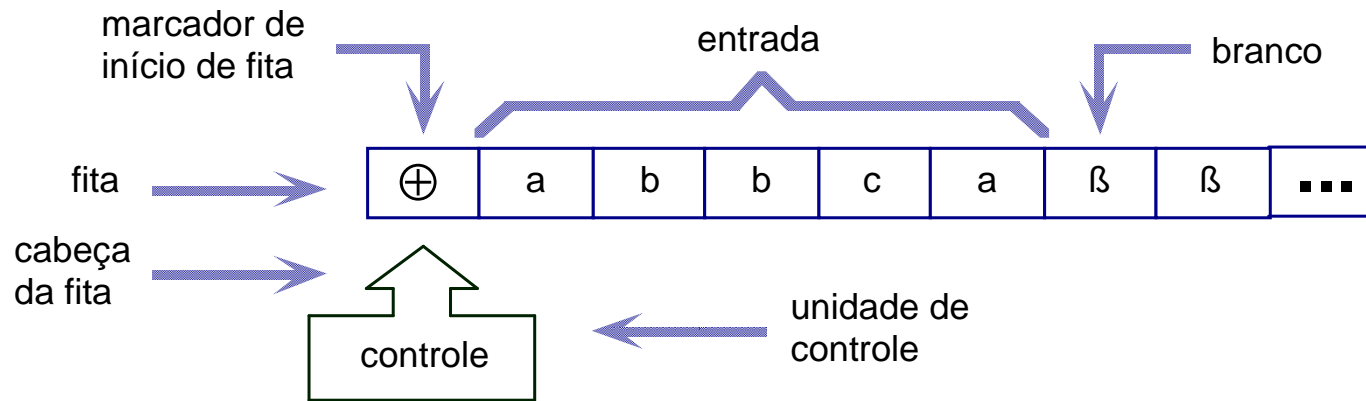 marcador de
início de fita
entrada
branco
fita
⊕ a b b c a ß ß ...
cabeça
da fita
controle
unidade de
controle